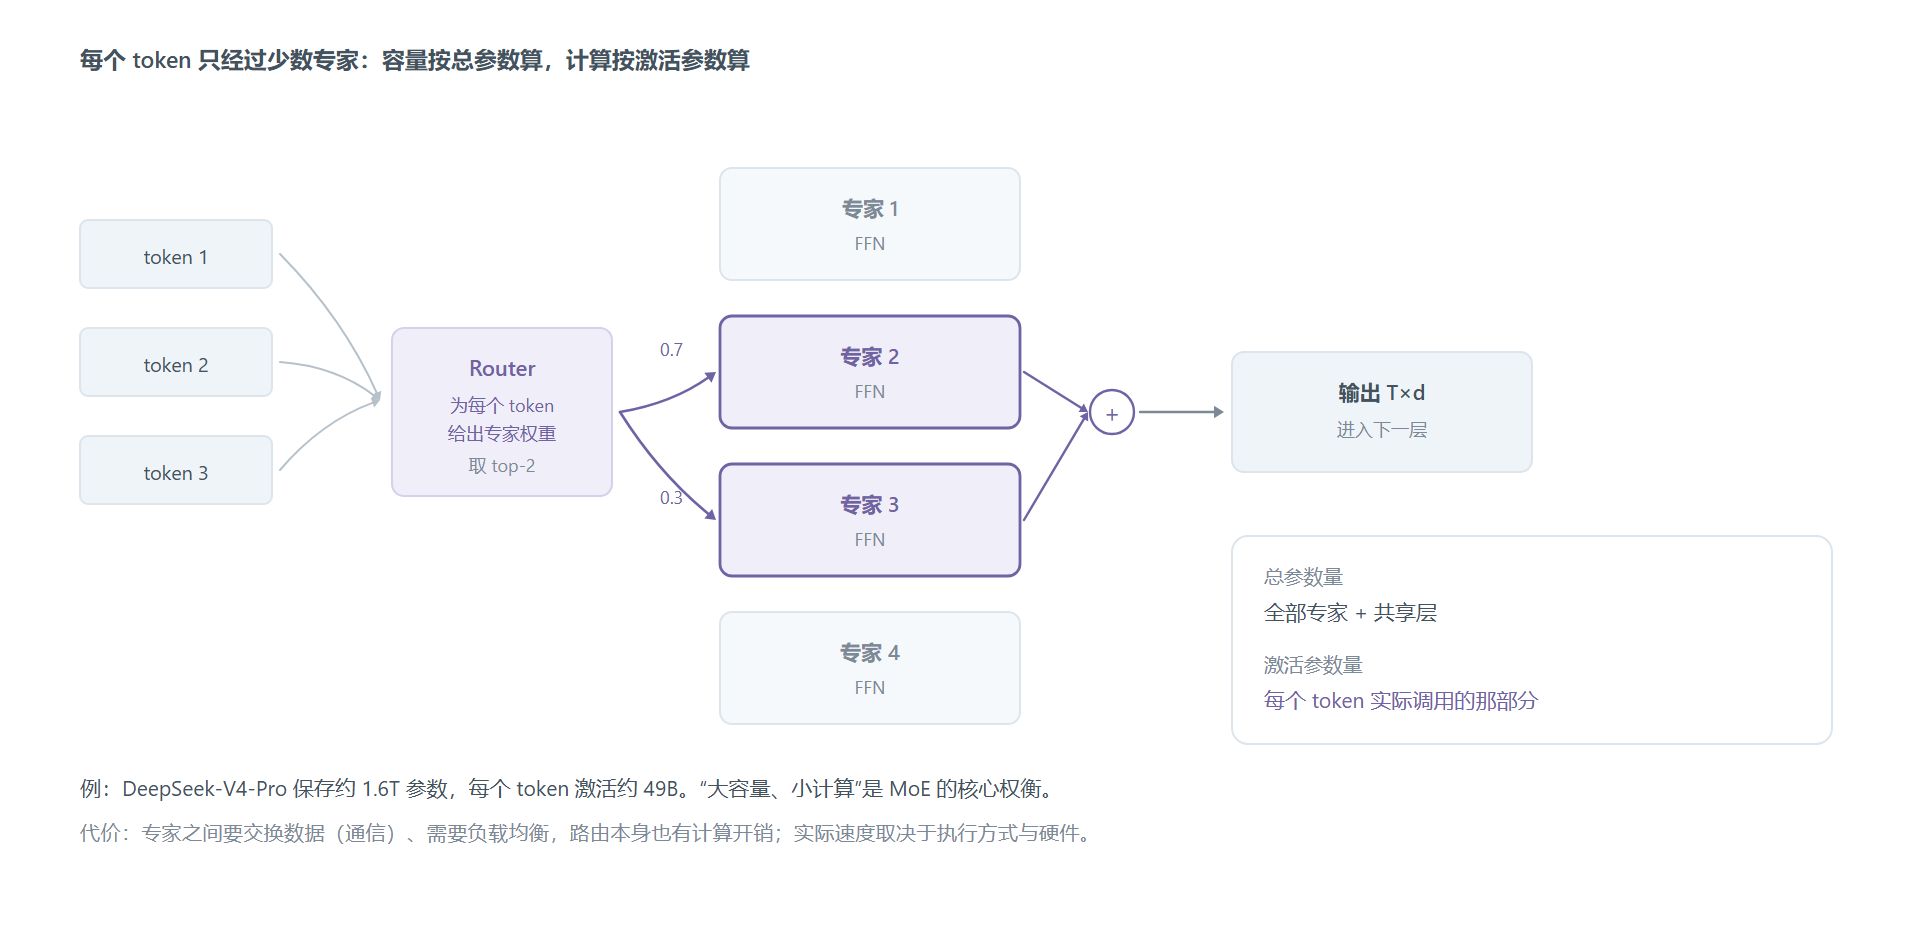 每个 token 只经过少数专家：容量按总参数算，计算按激活参数算
token 1
token 2
token 3
Router
为每个 token
给出专家权重
取 top-2
0.7
0.3
专家 1
FFN
专家 2
FFN
专家 3
FFN
专家 4
FFN
+
输出 T×d
进入下一层
总参数量
全部专家 + 共享层
激活参数量
每个 token 实际调用的那部分
例：DeepSeek-V4-Pro 保存约 1.6T 参数，每个 token 激活约 49B。“大容量、小计算”是 MoE 的核心权衡。
代价：专家之间要交换数据（通信）、需要负载均衡，路由本身也有计算开销；实际速度取决于执行方式与硬件。